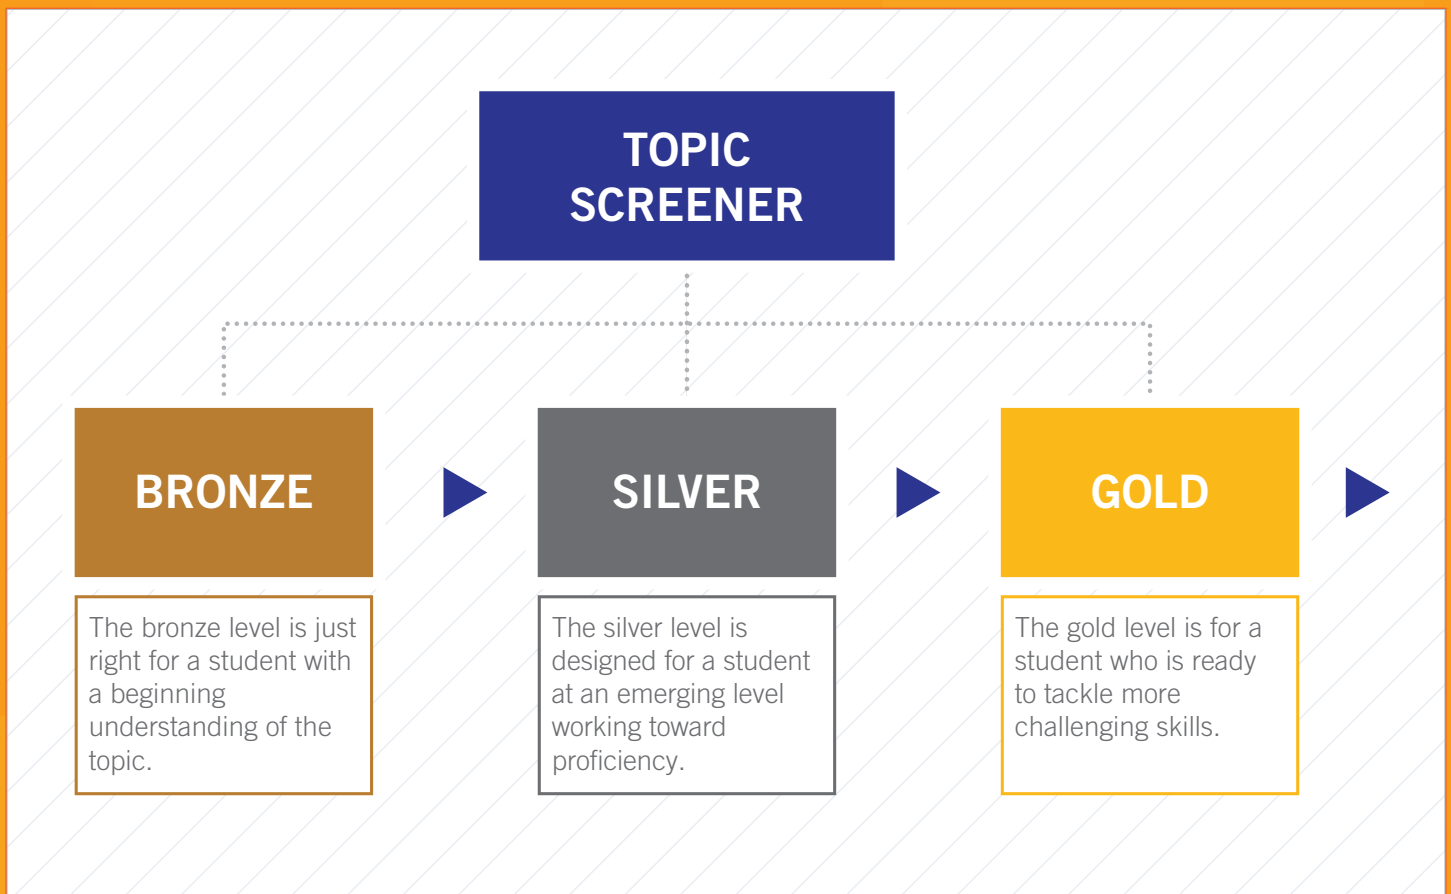 TOPIC
SCREENER
BRONZE
SILVER
GOLD
The bronze level is just
right for a student with
a beginning
understanding of the
topic.
The silver level is
designed for a student
at an emerging level
working toward
proficiency.
The gold level is for a
student who is ready
to tackle more
challenging skills.